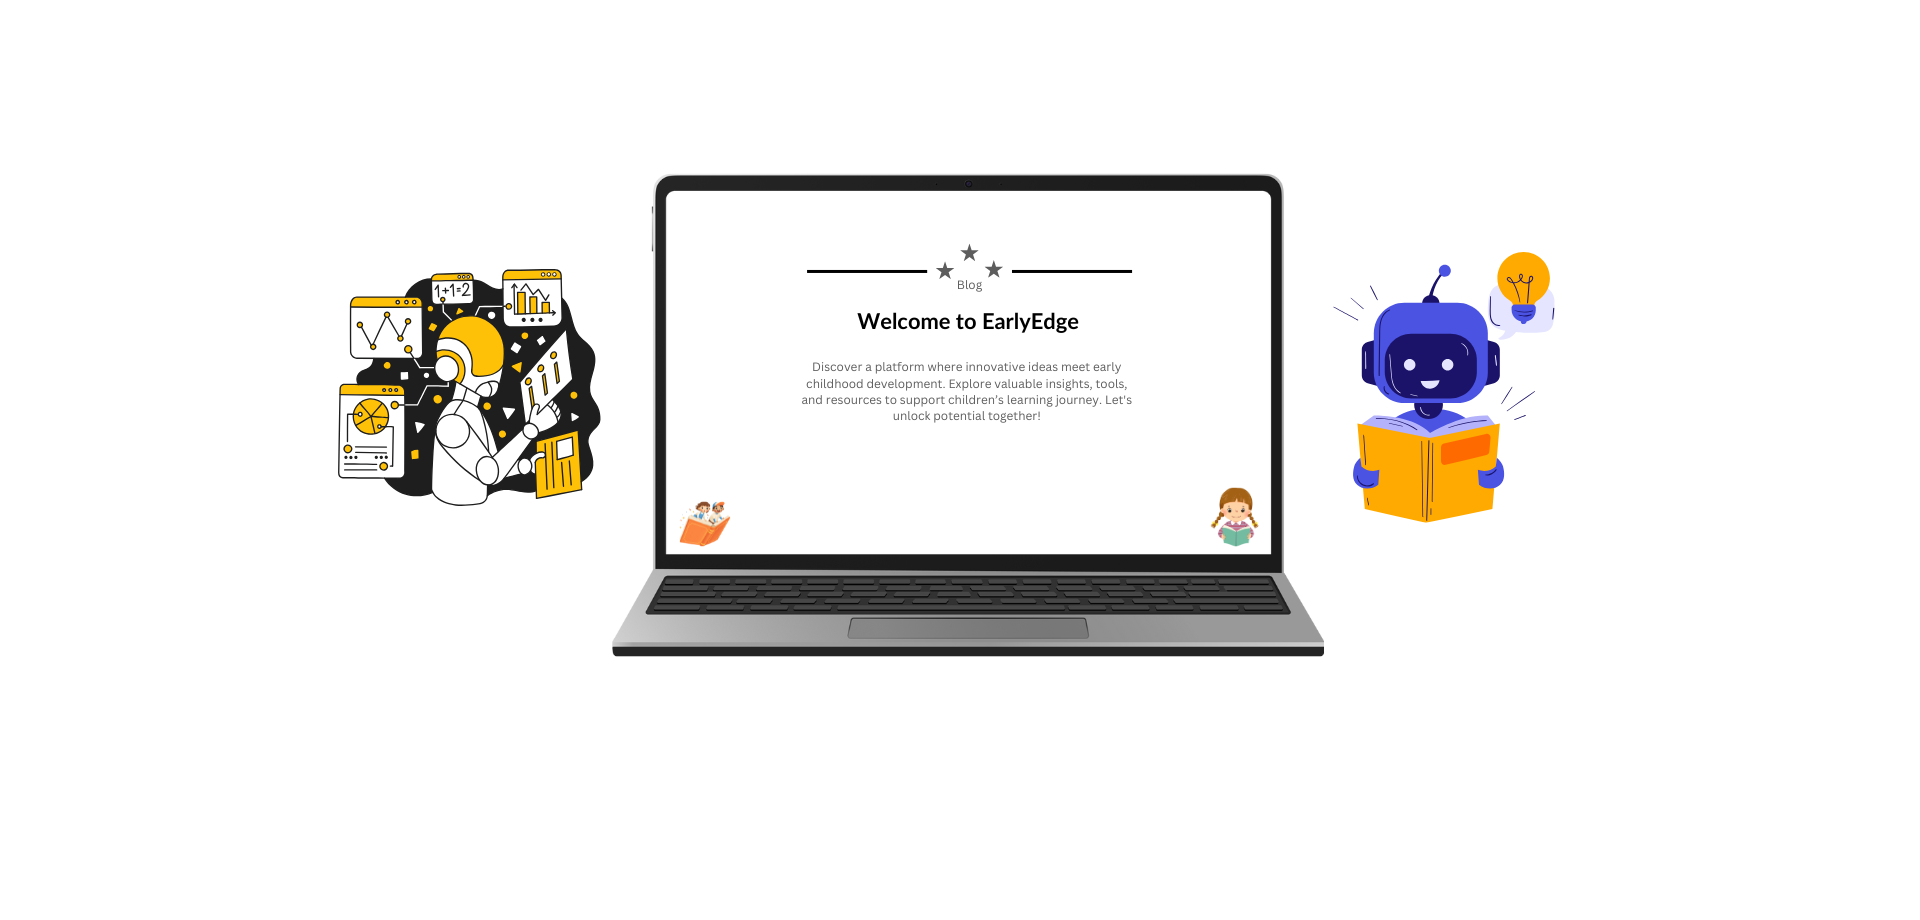 1+1=2
Blog
Welcome to EarlyEdge
Discover a platform where innovative ideas meet early
childhood development. Explore valuable insights, tools,
and resources to support children's learning journey. Let's
unlock potential together!